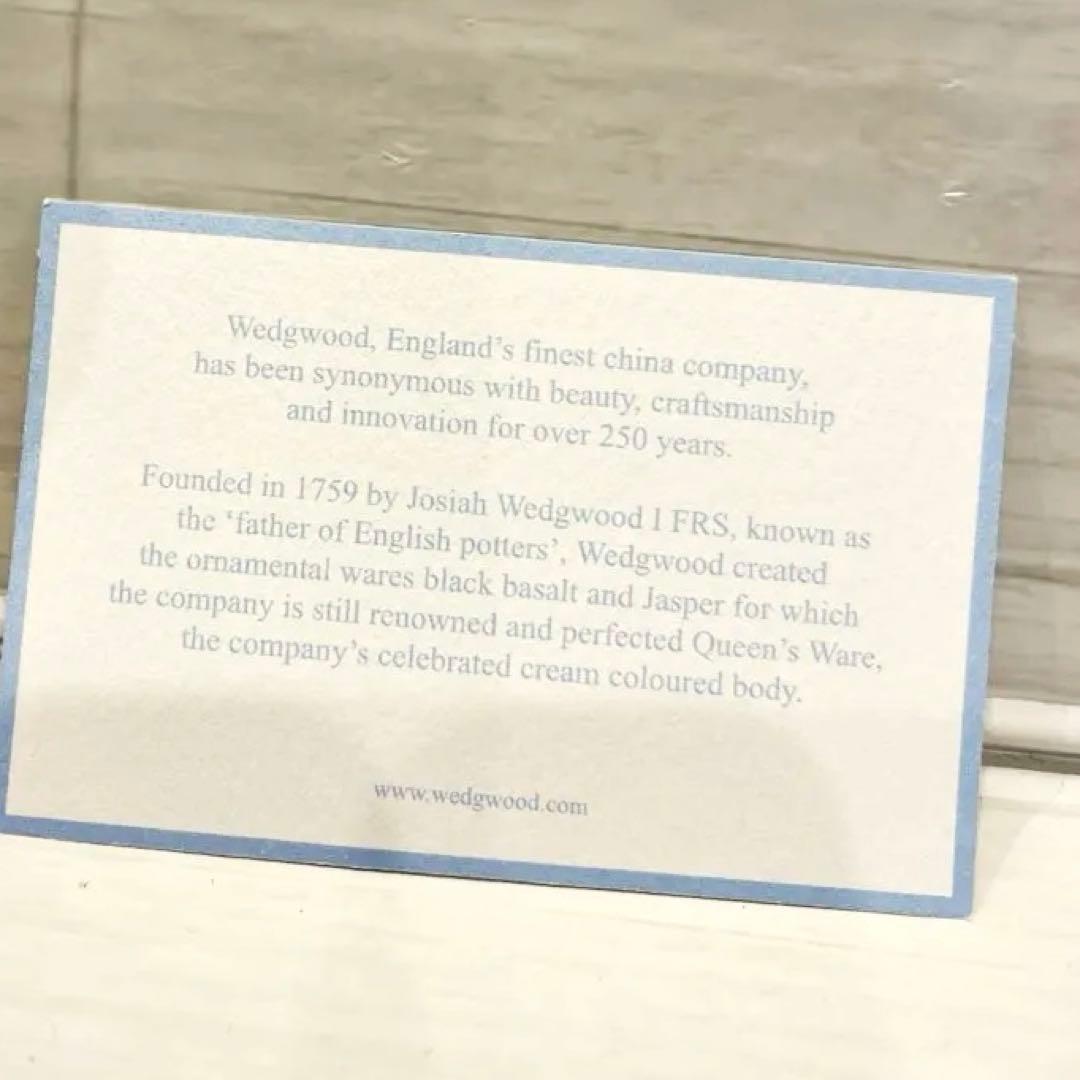 Wedgwood, England's finest china company,
has been synonymous with beauty, craftsmanship
and innovation for over 250 years.
Founded in 1759 by Josiah Wedgwood I FRS, known as
the ‘father of English potters’, Wedgwood created
the ornamental wares black basalt and Jasper for which
the company is still renowned and perfected Queen’s Ware,
the company’s celebrated cream coloured body.
www.wedgwood.com